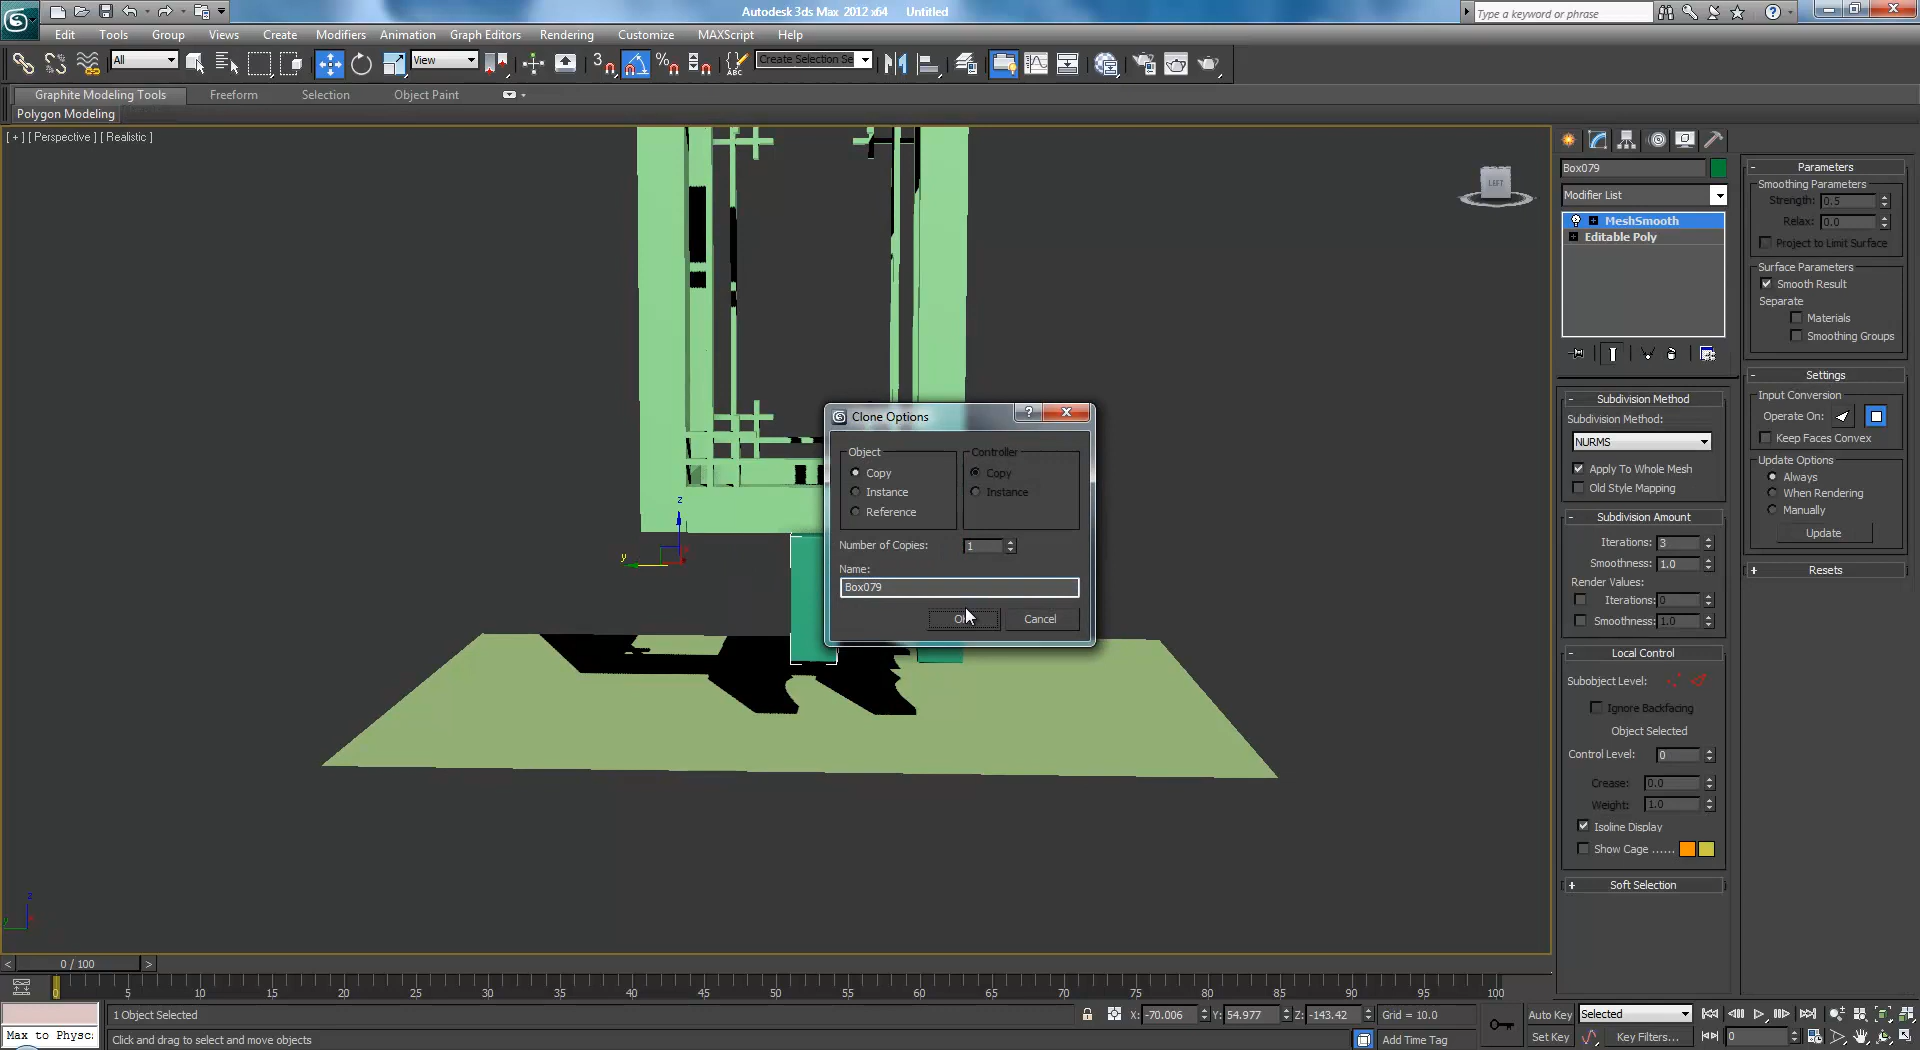 Autodesk 3ds Max 2012 x64 Untitled
Type a keyword or phrase
Edit Tools Group Views Create Modifiers Animation Graph Editors Rendering Customize MAXScript Help
All View Create Selection Se
Graphite Modeling Tools Freeform Selection Object Paint
Polygon Modeling
[ + ] [ Perspective ] [ Realistic ]
LEFT
Box079
Modifier List
MeshSmooth
Editable Poly
Parameters
Smoothing Parameters
Strength: 0.5
Relax: 0.0
Project to Limit Surface
Surface Parameters
Smooth Result
Separate
Materials
Smoothing Groups
Subdivision Method
Subdivision Method:
NURMS
Apply To Whole Mesh
Old Style Mapping
Subdivision Amount
Iterations: 3
Smoothness: 1.0
Render Values:
Iterations: 0
Smoothness: 1.0
Local Control
Subobject Level:
Ignore Backfacing
Object Selected
Control Level: 0
Crease: 0.0
Weight: 1.0
Isoline Display
Show Cage ......
Soft Selection
Settings
Input Conversion
Operate On:
Keep Faces Convex
Update Options
Always
When Rendering
Manually
Update
Resets
Clone Options
Object
Copy
Instance
Reference
Controller
Copy
Instance
Number of Copies: 1
Name:
Box079
Cancel
z
y
z
y
0 / 100
0 5 10 15 20 25 30 35 40 45 50 55 60 65 70 75 80 85 90 95 100
1 Object Selected
X: -70.006 Y: 54.977 Z: -143.42 Grid = 10.0
Auto Key Selected
Max to Physc
Click and drag to select and move objects
Add Time Tag
Set Key Key Filters... 0